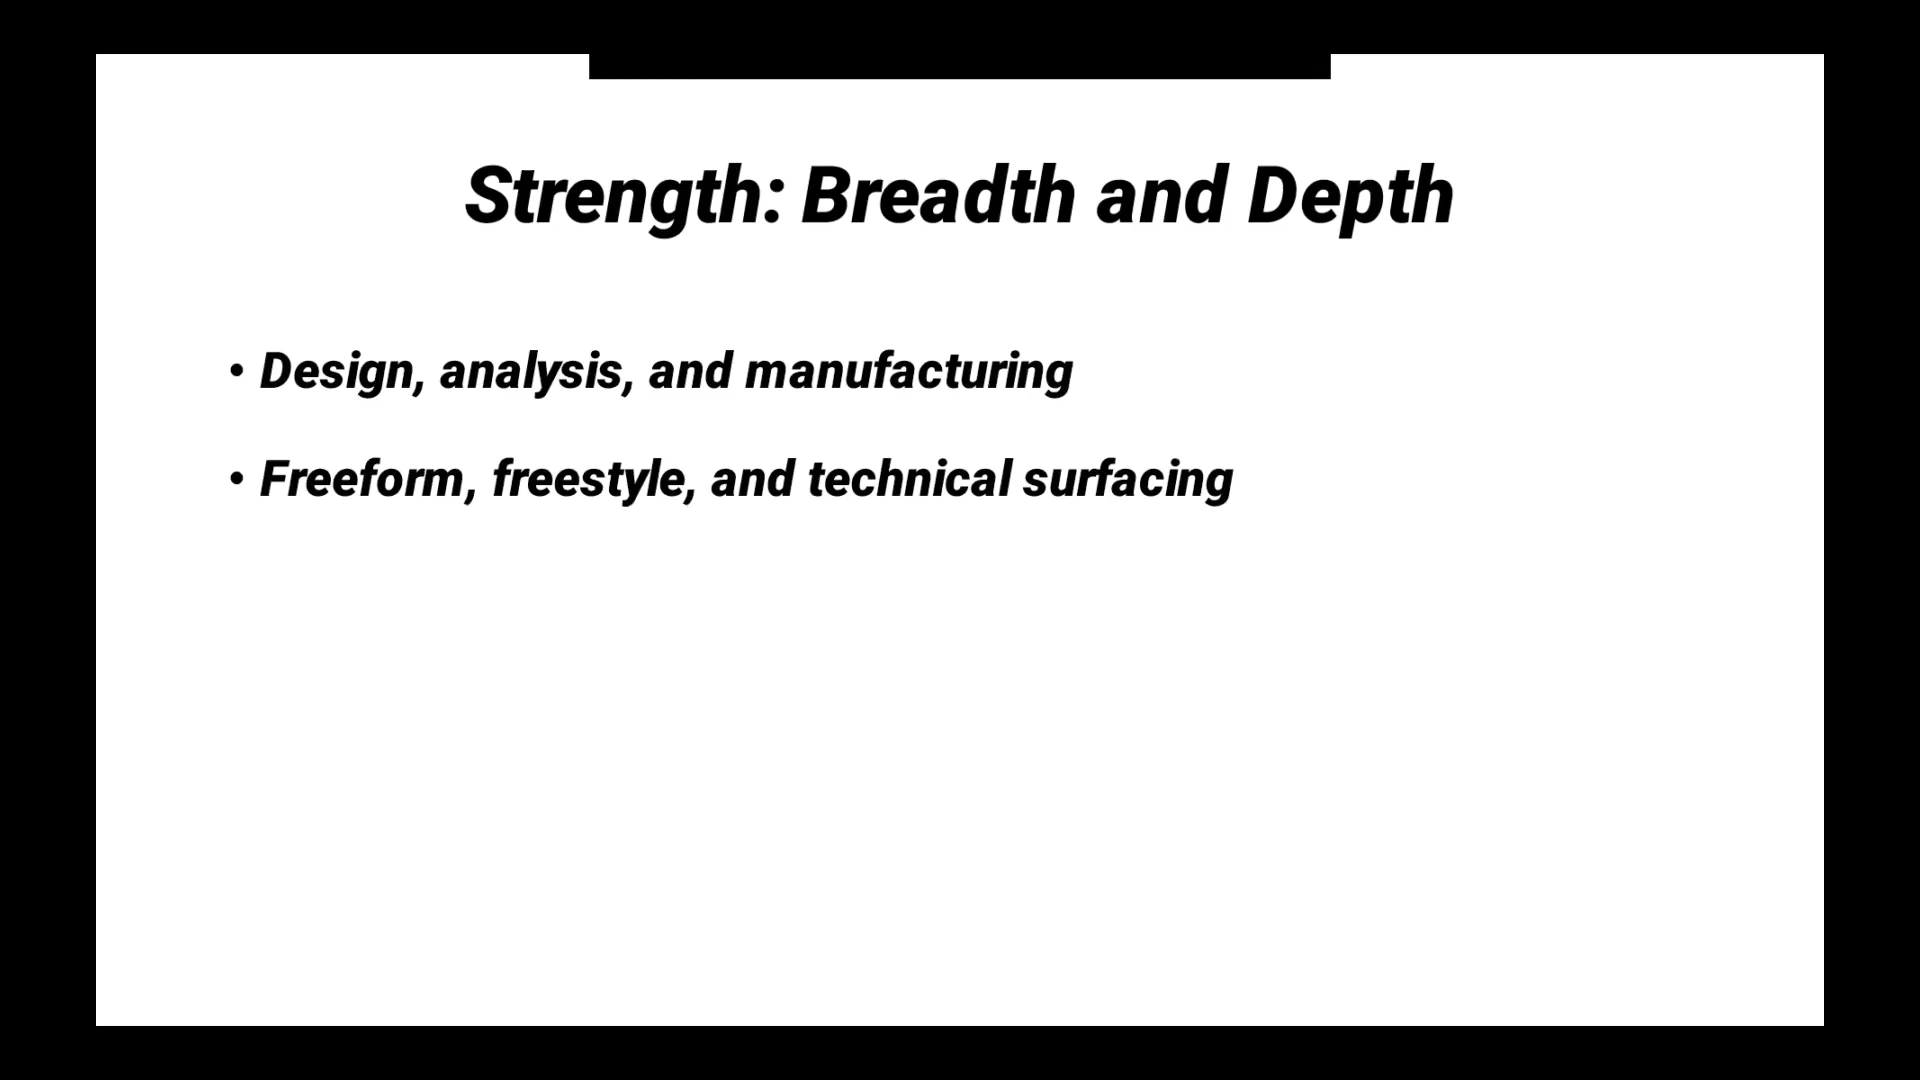 Strength: Breadth and Depth
• Design, analysis, and manufacturing
• Freeform, freestyle, and technical surfacing